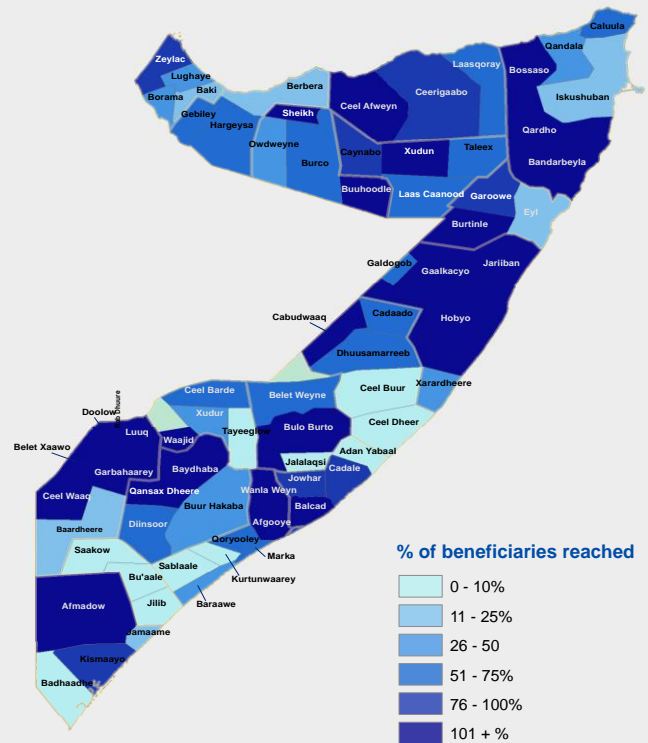 Caluula
Zeylac
Qandala
Laasqoray
Lughaye
Bossaso
Baki
Berbera
Ceerigaabo
Borama
Iskushuban
Ceel Afweyn
Gebiley
Sheikh
Hargeysa
Qardho
Owdweyne
Caynabo
Xudun
Taleex
Burco
Bandarbeyla
Buuhoodle
Laas Caanood
Garoowe
Eyl
Burtinle
Galdogob
Jariiban
Gaalkacyo
Cabudwaaq
Cadaado
Hobyo
Dhuusamarreeb
Ceel Barde
Belet Weyne
Ceel Buur
Xarardheere
Dhuure
Doolow
Xudur
Tayeeglow
Bulo Burto
Ceel Dheer
Luuq
Waajid
Belet Xaawo
Adan Yabaal
Garbahaarey
Baydhaba
Jalalaqsi
Cadale
Jowhar
Ceel Waaq
Qansax Dheere
Wanla Weyn
Buur Hakaba
Balcad
Baardheere
Diinsoor
Afgooye
Qoryooley
Marka
Saakow
Sablaale
Kurtunwaarey
Bu'aale
Baraawe
Afmadow
Jilib
Jamaame
Kismaayo
Badhaadhe
% of beneficiaries reached
0 - 10%
11 - 25%
26 - 50
51 - 75%
76 - 100%
101 + %